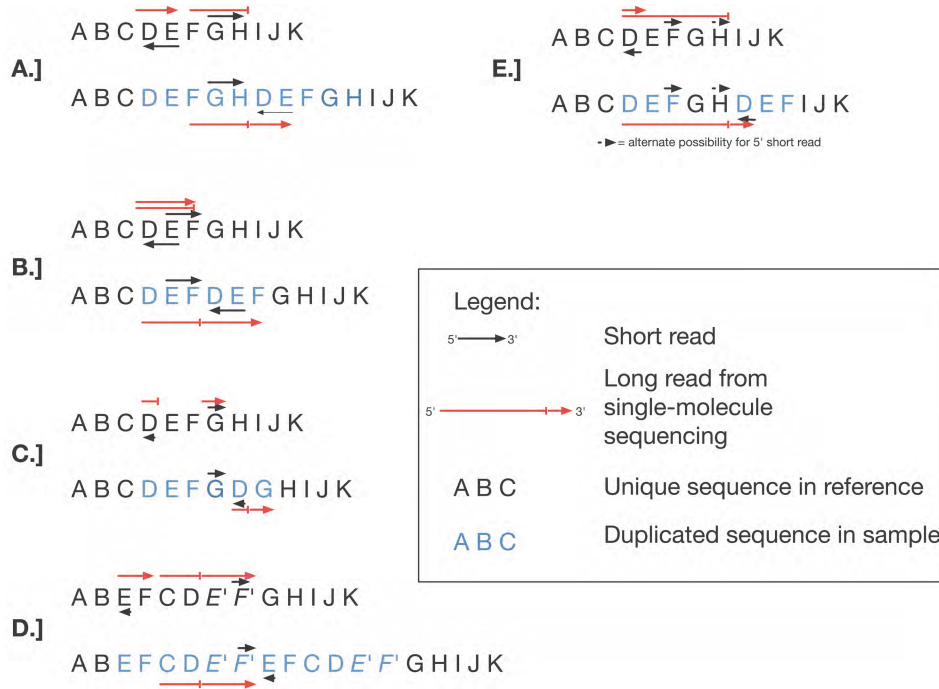 A B C D E F G H I J K
A.]
A B C D E F G H D E F G H I J K
A B C D E F G H I J K
E.]
A B C D E F G H D E F I J K
= alternate possibility for 5' short read
A B C D E F G H I J K
B.]
A B C D E F D E F G H I J K
A B C D E F G H I J K
C.]
A B C D E F G D G H I J K
A B E F C D E' F' G H I J K
D.]
A B E F C D E' F' E F C D E' F' G H I J K
Legend:
5' 3' Short read
5' 3' Long read from
single-molecule
sequencing
A B C Unique sequence in reference
A B C Duplicated sequence in sample